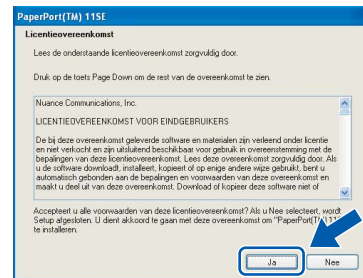 PaperPort(TM) 11SE
Licentieovereenkomst
Lees de onderstaande licentieovereenkomst zorgvuldig door.
Druk op de toets Page Down om de rest van de overeenkomst te zien.
Nuance Communications, Inc.
LICENTIEOVEREENKOMST VOOR EINDGEBRUIKERS
De bij deze overeenkomst geleverde software en materialen zijn verleend onder licentie
en niet verkocht en zijn uitsluitend beschikbaar voor gebruik in overeenstemming met de
bepalingen van deze licentieovereenkomst. Lees deze overeenkomst zorgvuldig door. Als
u de software downloadt, installeert, kopieert of op enige andere wijze gebruikt, bent u
automatisch gebonden aan de bepalingen en voorwaarden van deze overeenkomst en
maakt u deel uit van deze overeenkomst. Download of kopieer deze software niet of
Accepteert u alle voorwaarden van deze licentieovereenkomst? Als u Nee selecteert, wordt
Setup afgesloten. U dient akkoord te gaan met deze overeenkomst om "PaperPort(TM)
te installeren.
Ja
Nee